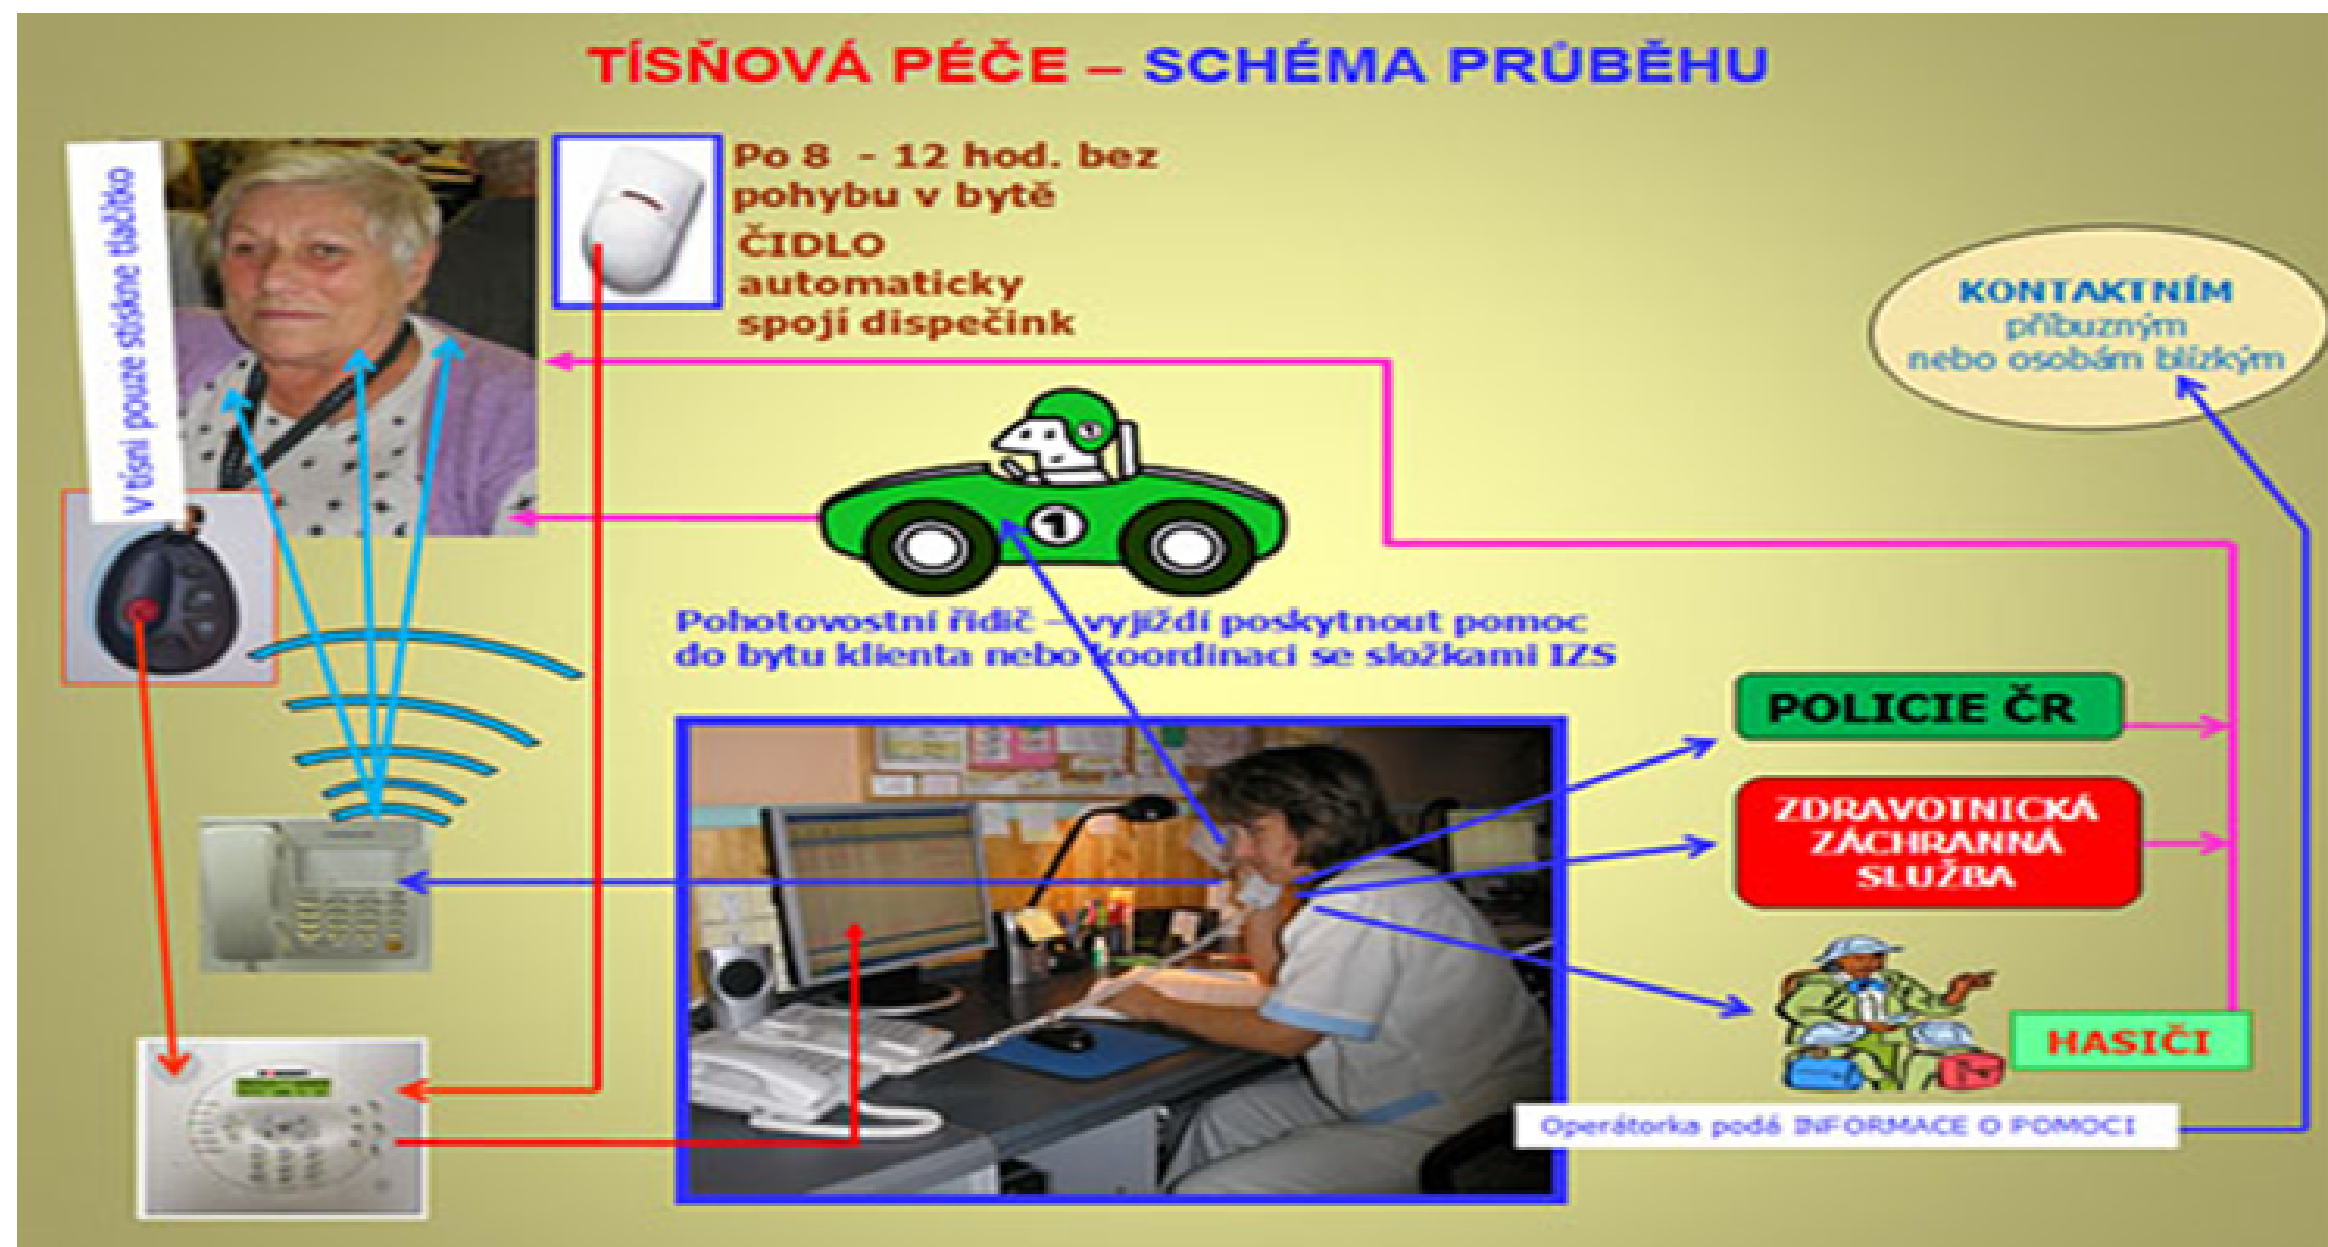 TÍSŇOVÁ PÉČE – SCHÉMA PRŮBĚHU
V tísni pouze stiskne tlačítko
Po 8 - 12 hod. bez
pohybu v bytě
ČIDLO
automaticky
spojí dispečink
KONTAKTNÍM
příbuzným
nebo osobám blízkým
1
1
Pohotovostní řidič – vyjíždí poskytnout pomoc
do bytu klienta nebo koordinaci se složkami IZS
POLICIE ČR
ZDRAVOTNICKÁ
ZÁCHRANNÁ
SLUŽBA
HASIČI
Operátorka podá INFORMACE O POMOCI